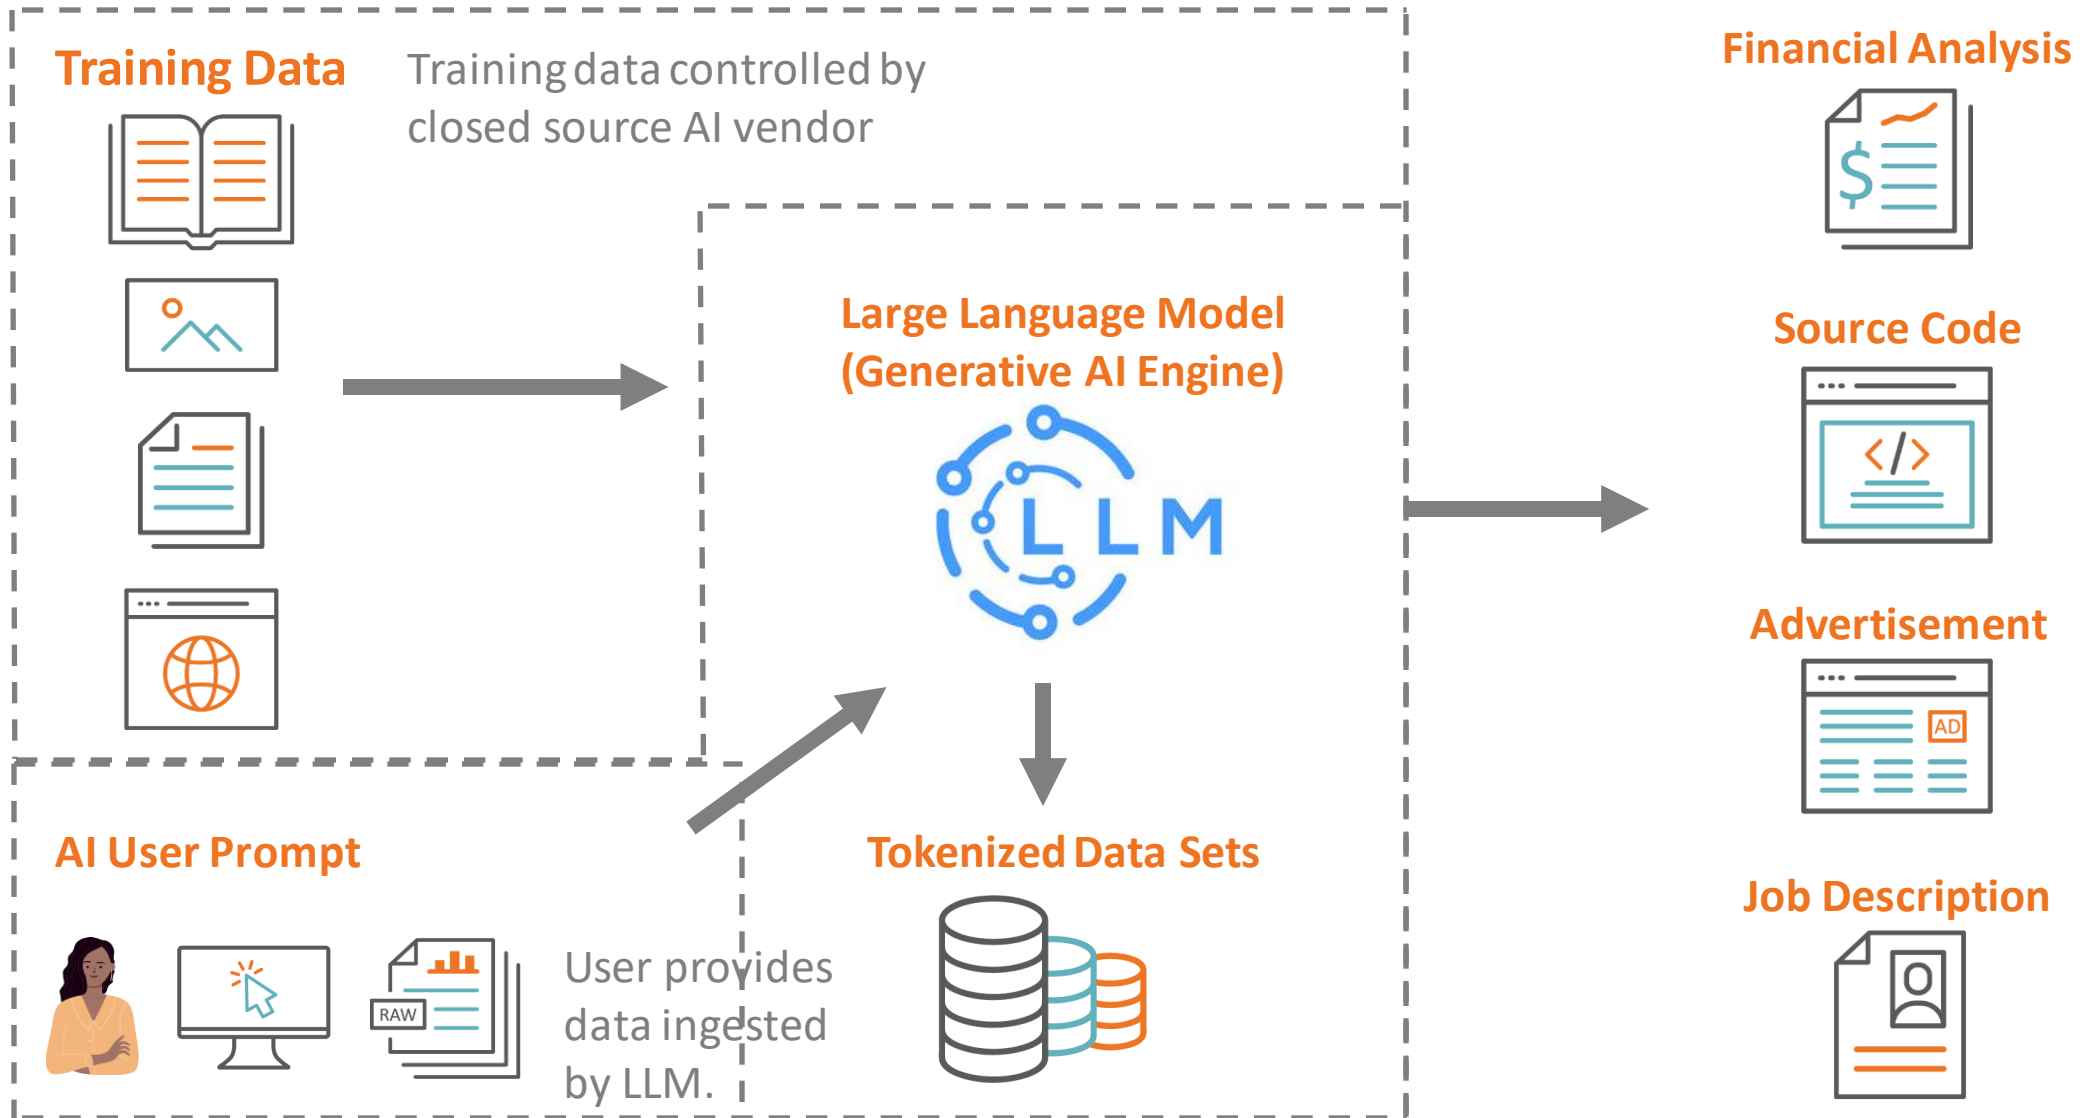 Training Data
Training data controlled by
closed source AI vendor
Large Language Model
(Generative AI Engine)
LLM
AI User Prompt
RAW
User provides
data ingested
by LLM.
Tokenized Data Sets
Financial Analysis
$
Source Code
</>
Advertisement
AD
Job Description